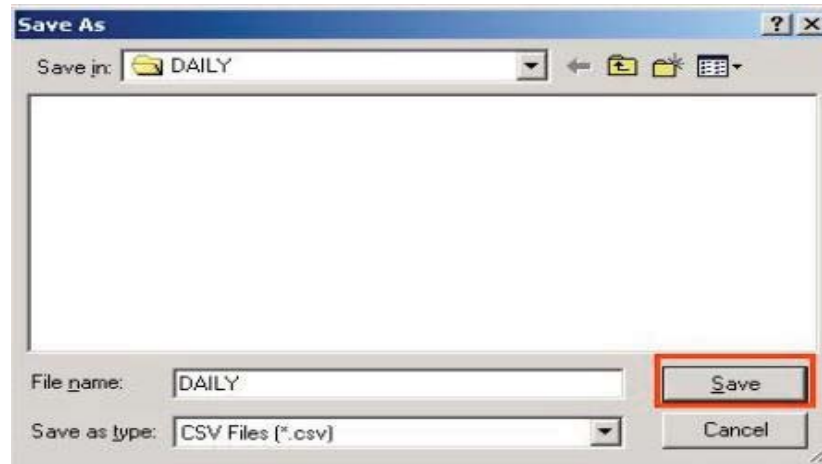 Save As
Save in: DAILY
File name: DAILY
Save
Save as type: CSV Files (*.csv)
Cancel